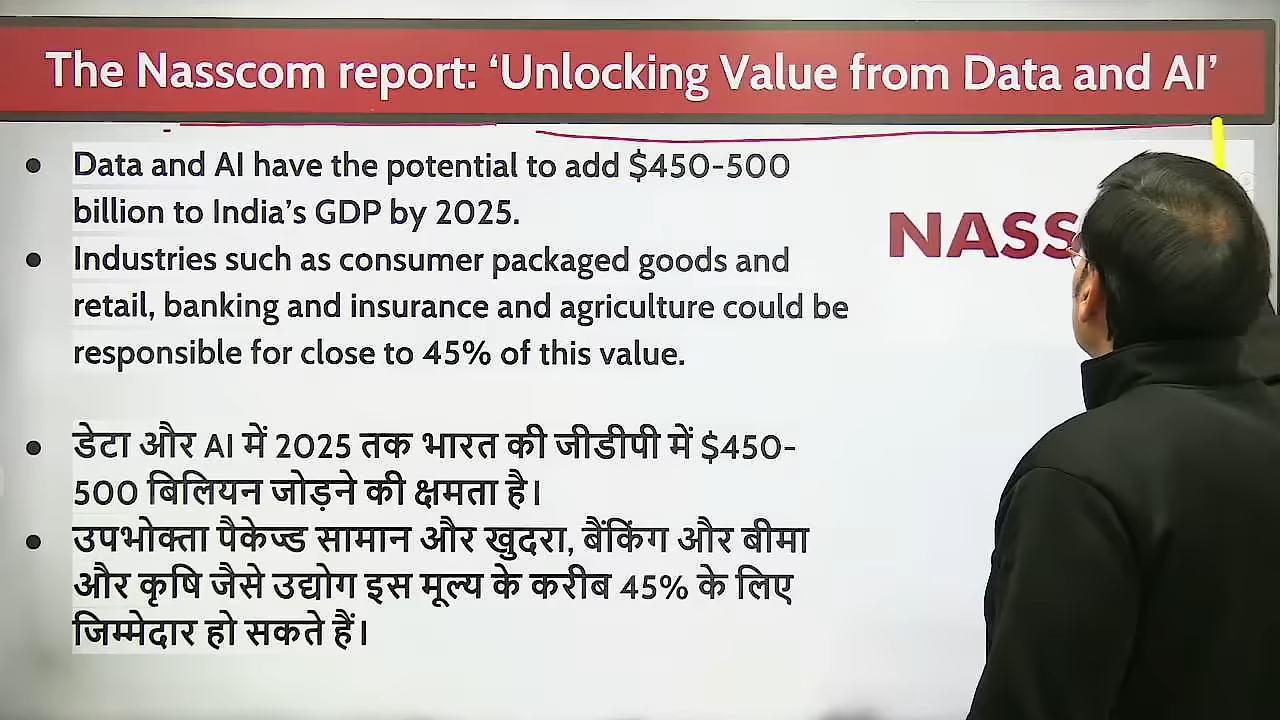 The Nasscom report: ‘Unlocking Value from Data and AI’
• Data and AI have the potential to add $450-500
billion to India’s GDP by 2025.
• Industries such as consumer packaged goods and
retail, banking and insurance and agriculture could be
responsible for close to 45% of this value.
NASS
• डेटा और AI में 2025 तक भारत की जीडीपी में $450-
500 बिलियन जोड़ने की क्षमता है।
• उपभोक्ता पैकेज्ड सामान और खुदरा, बैंकिंग और बीमा
और कृषि जैसे उद्योग इस मूल्य के करीब 45% के लिए
जिम्मेदार हो सकते हैं।